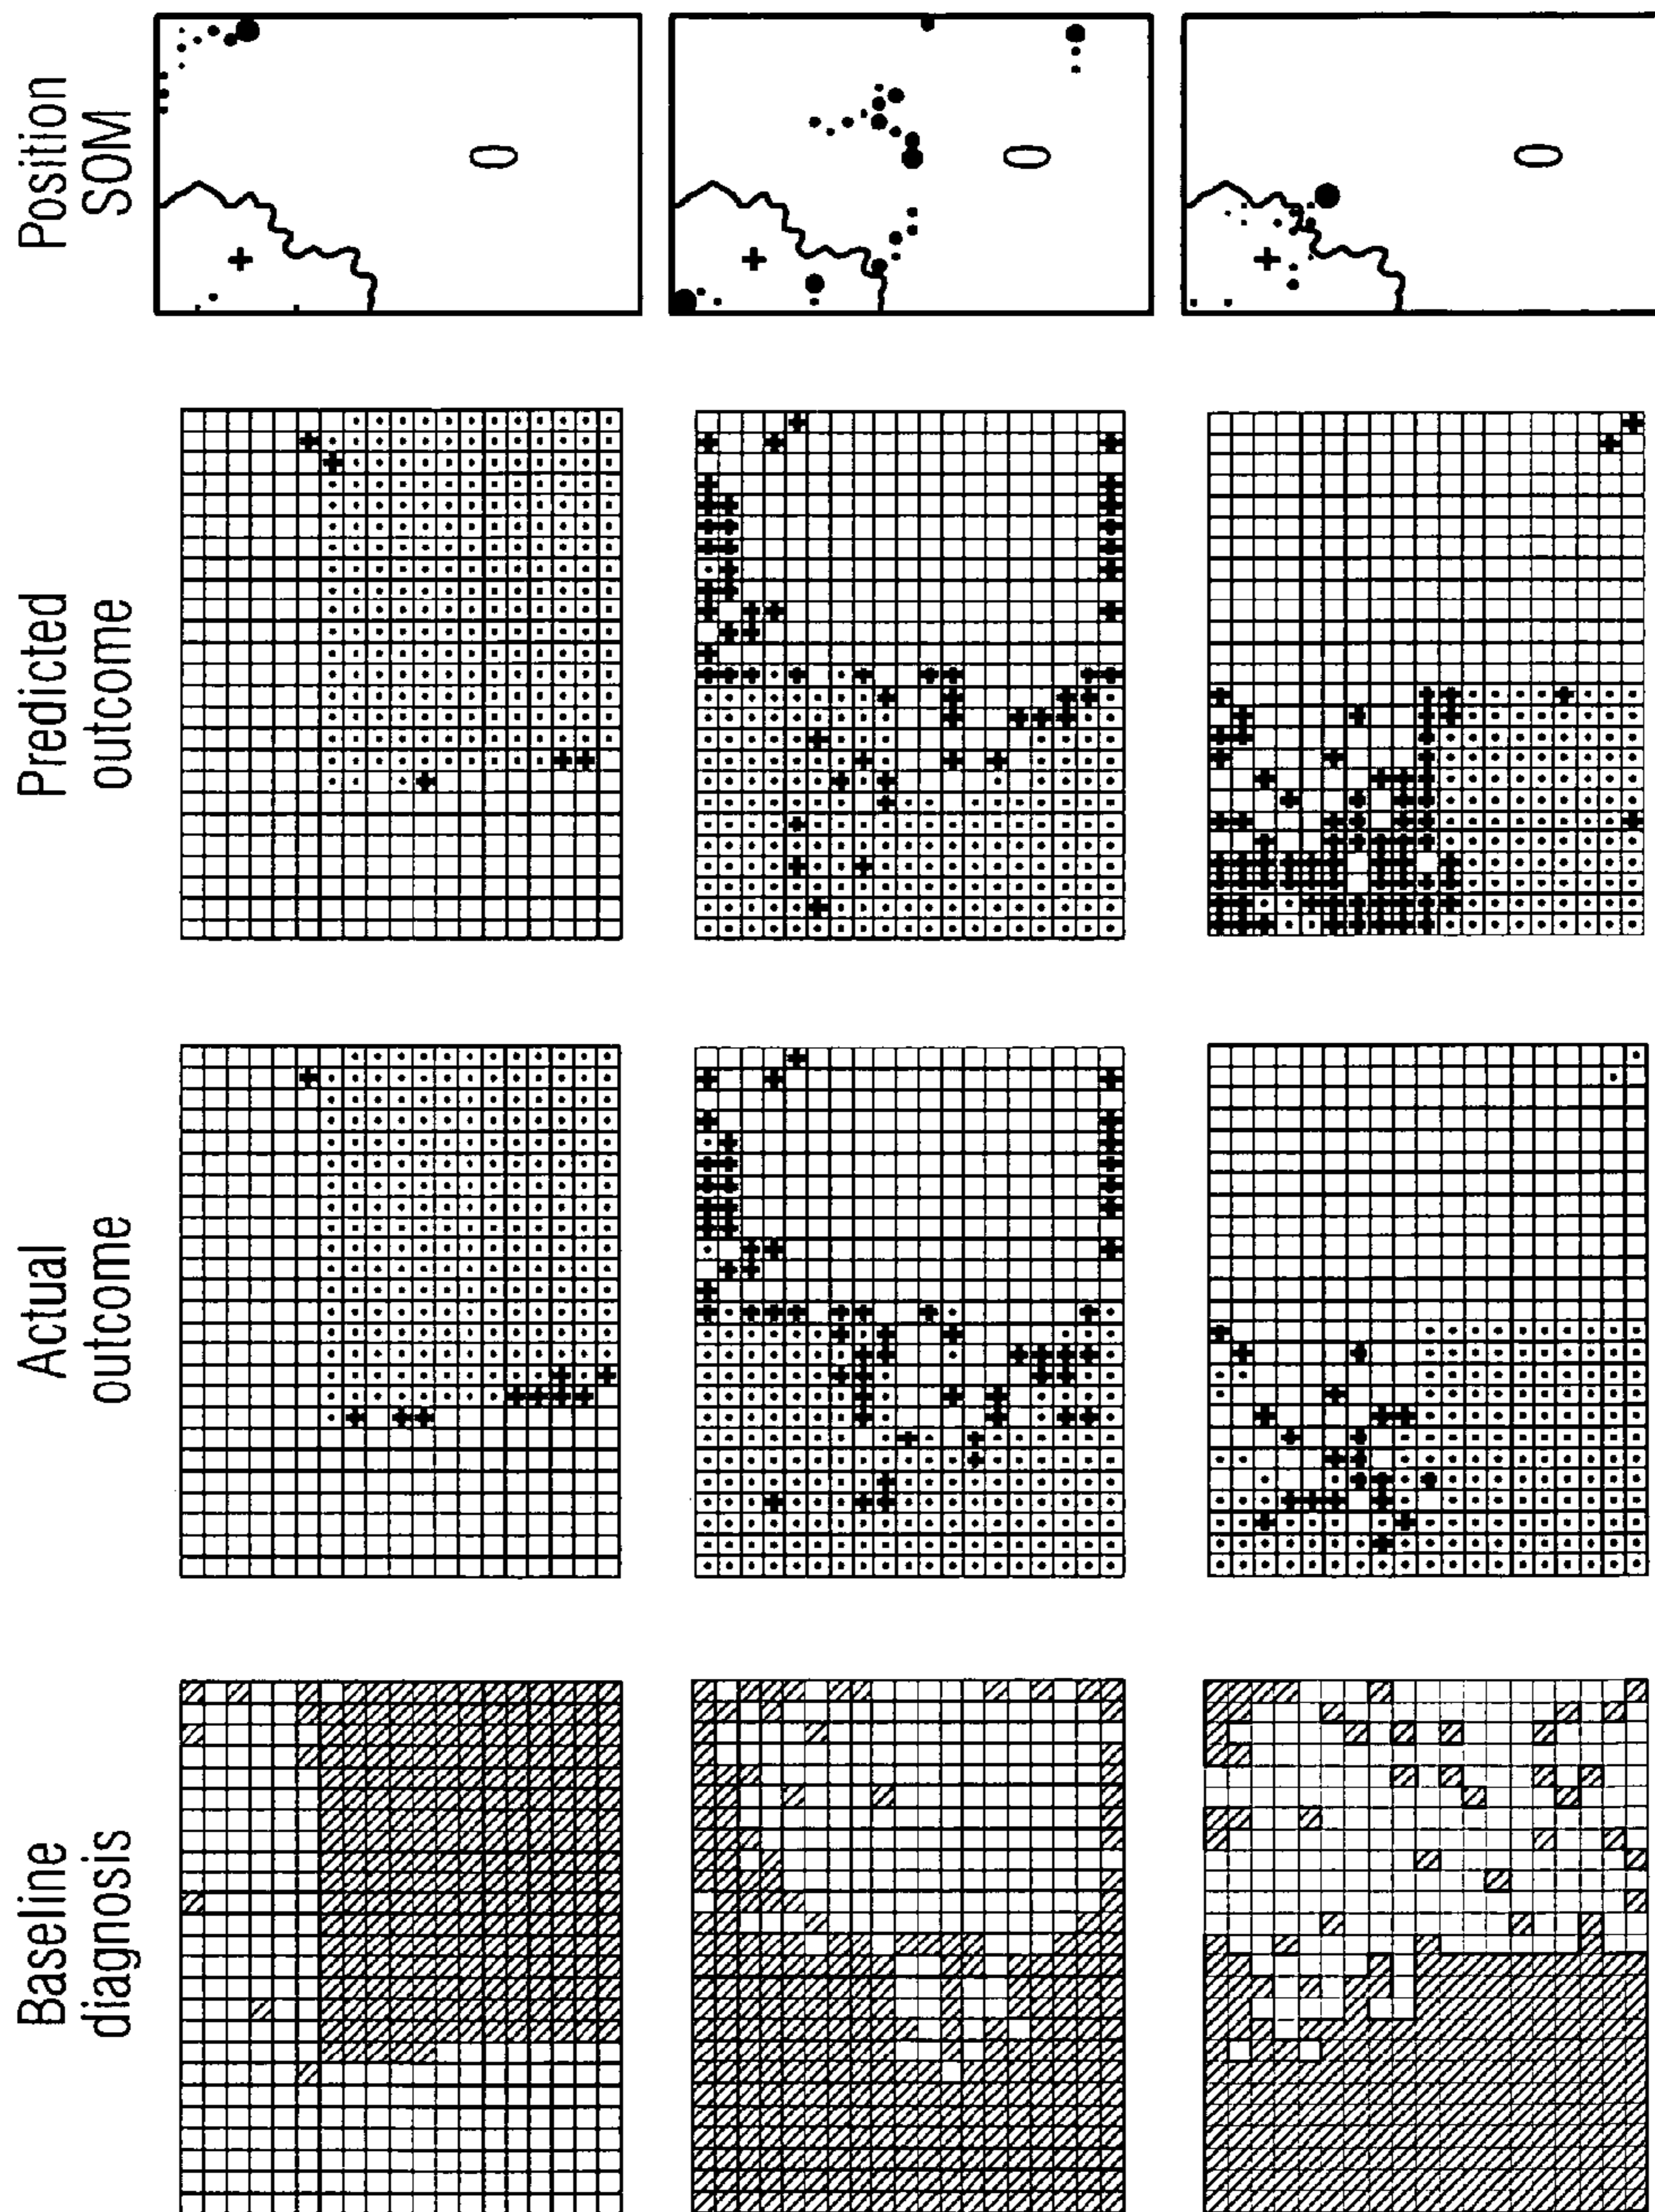 Position
SOM
Predicted
outcome
Actual
outcome
Baseline
diagnosis